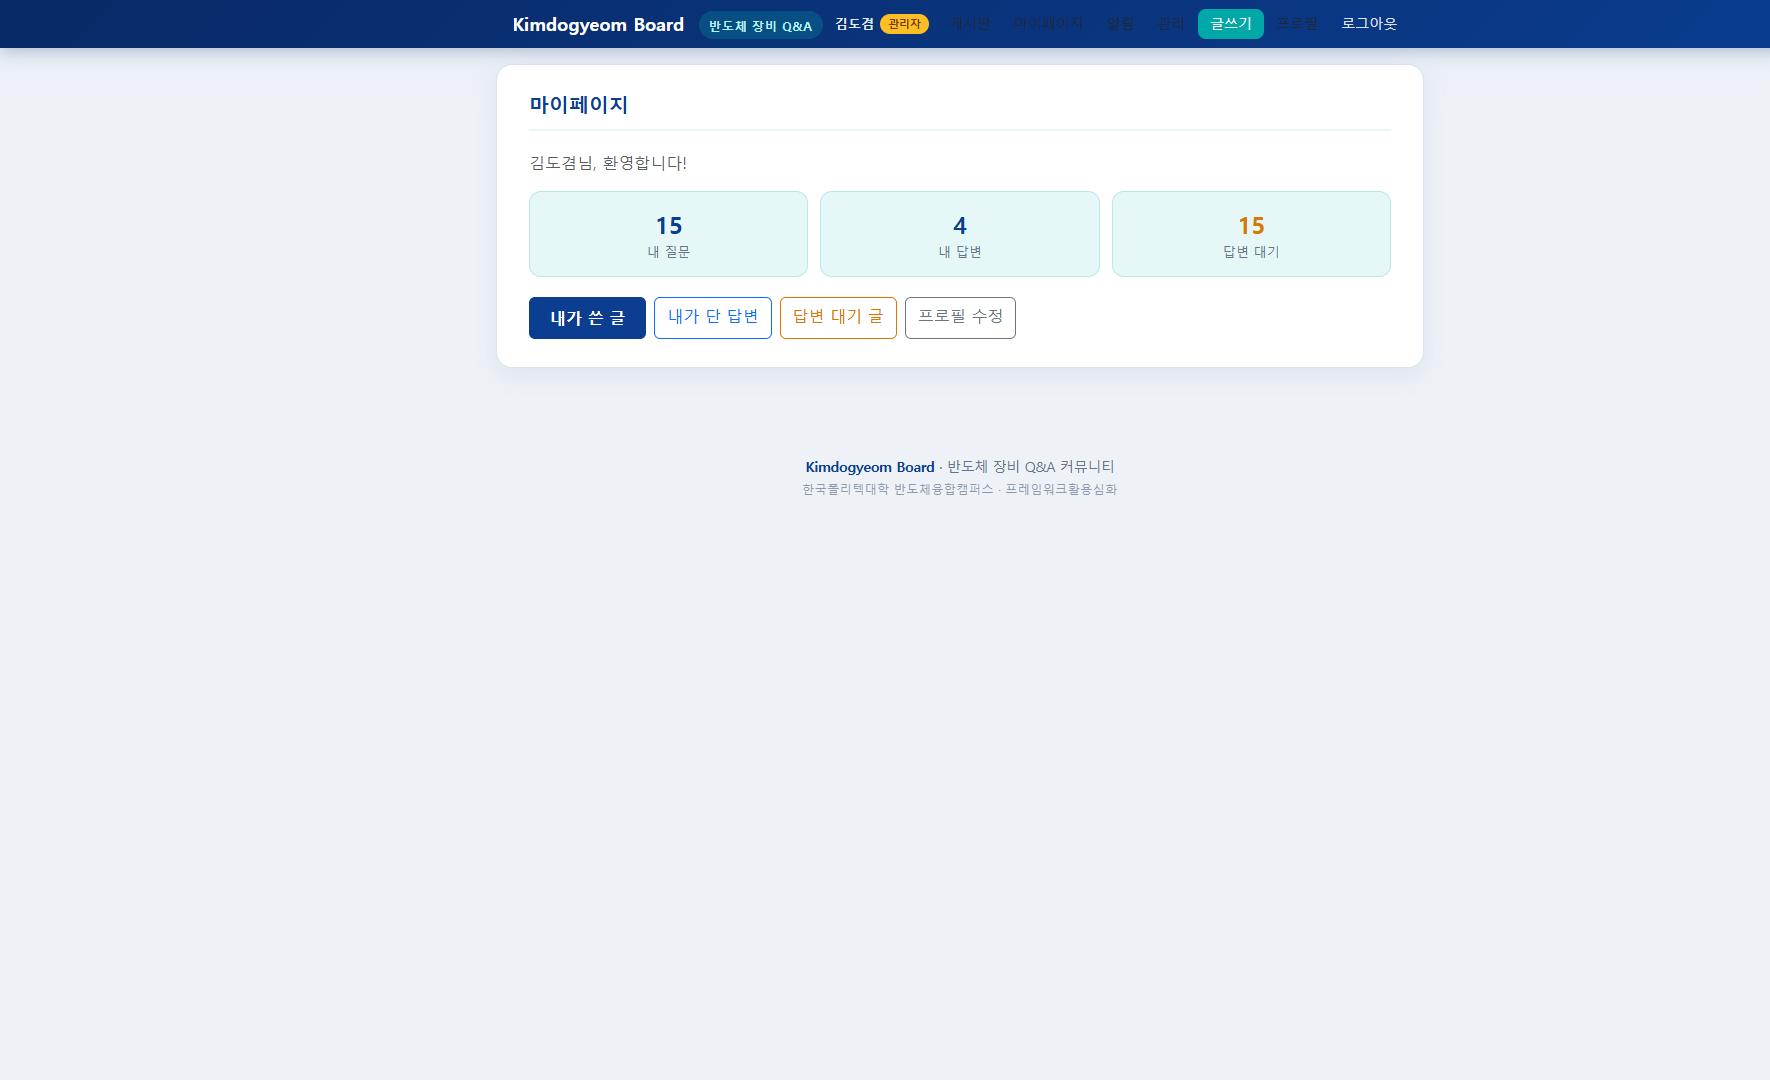 Kimdogyeom Board 반도체 장비 Q&A 김도겸 관리자 게시판 마이페이지 알림 관리 글쓰기 프로필 로그아웃
마이페이지
김도겸님, 환영합니다!
15 4 15
내 질문 내 답변 답변 대기
내가 쓴 글 내가 단 답변 답변 대기 글 프로필 수정
Kimdogyeom Board · 반도체 장비 Q&A 커뮤니티
한국폴리텍대학 반도체융합캠퍼스 · 프레임워크활용심화